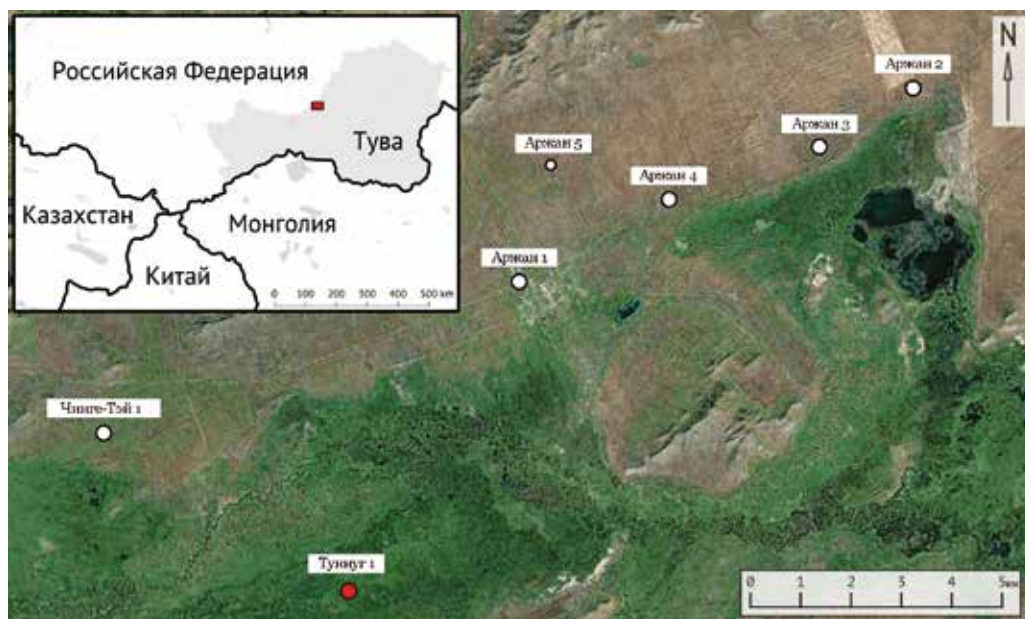 Российская Федерация
Тува
Казахстан
Монголия
Китай
0 100 200 300 400 500 km
N
Аржан 2
Аржан 3
Аржан 5
Аржан 4
Аржан 1
Чинге-Тэй 1
Туннуг 1
0 1 2 3 4 5км